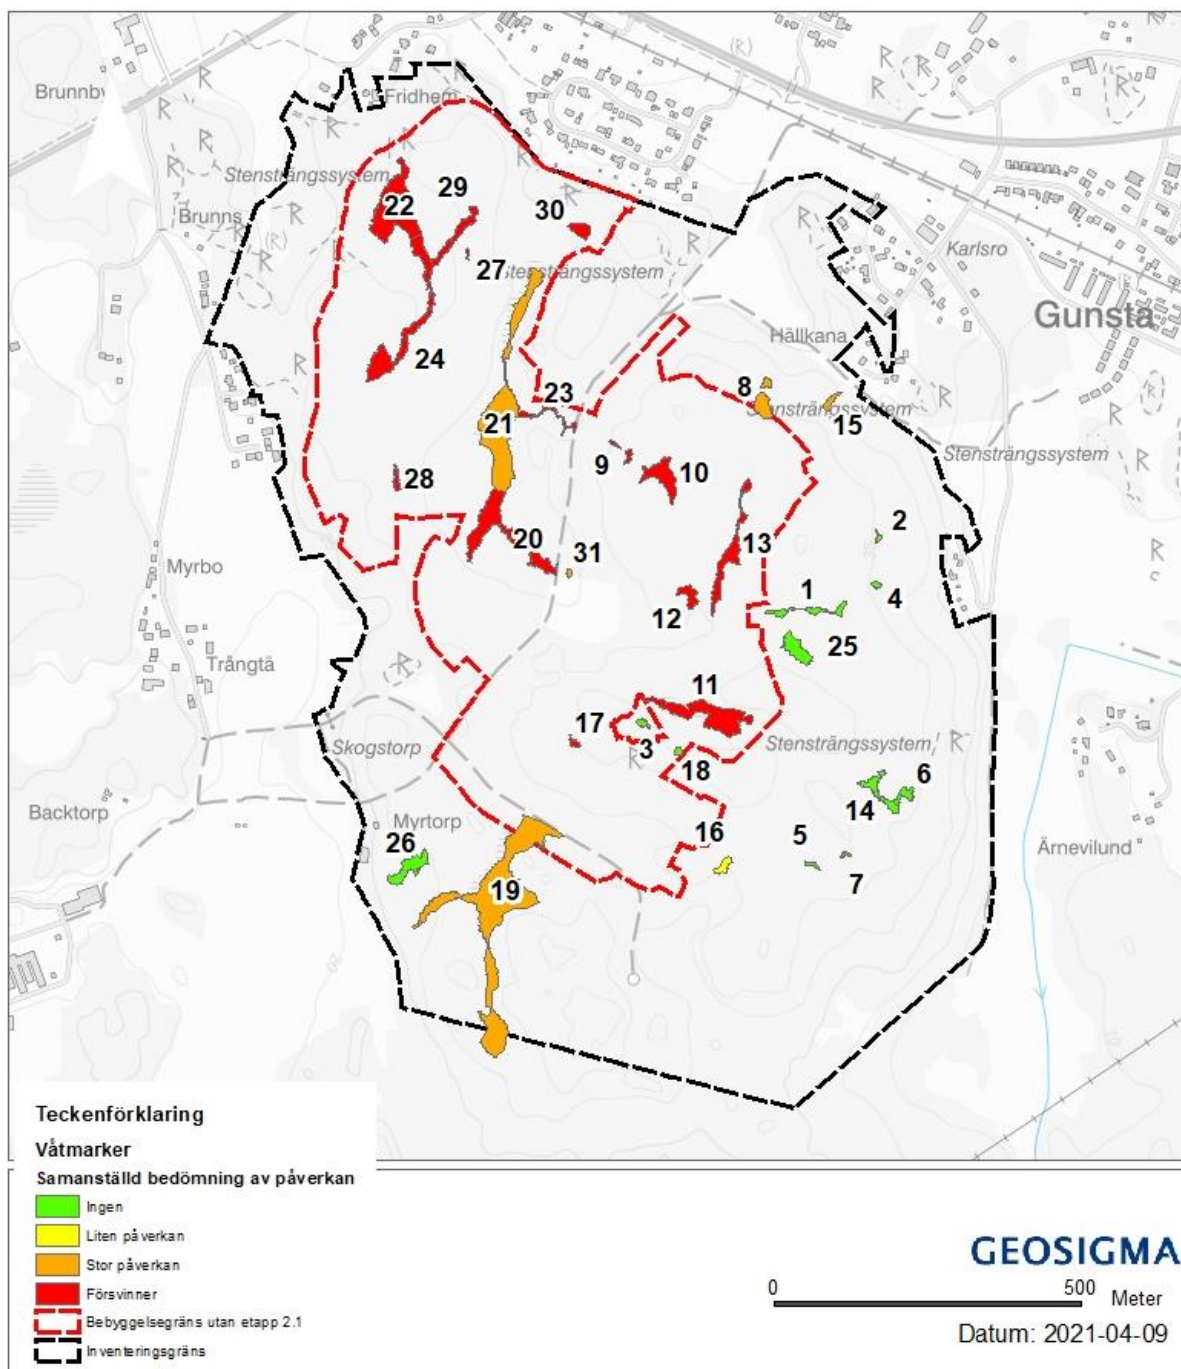 Brunnby
Fridhem
(R)
R
R
R
Stensträngssystem
Brunns
(R)
29
22
30
27
Stensträngssystem
Karlsro
Gunsta
Hällkana
24
23
8
Stensträngssystem
15
21
Stensträngssystem
9
10
28
2
20
13
31
Myrbo
1
4
12
25
Trångtä
R
11
17
3
18
Stensträngssystem
R
Skogstorp
R
6
14
Backtorp
Myrtorp
26
16
5
7
Ärnevilund
19
Teckenförklaring
Våtmarker
Samanställd bedömning av påverkan
Ingen
Liten påverkan
Stor påverkan
Försvinner
Bebyggelsegräns utan etapp 2.1
Inventeringsgräns
GEOSIGMA
0 500 Meter
Datum: 2021-04-09